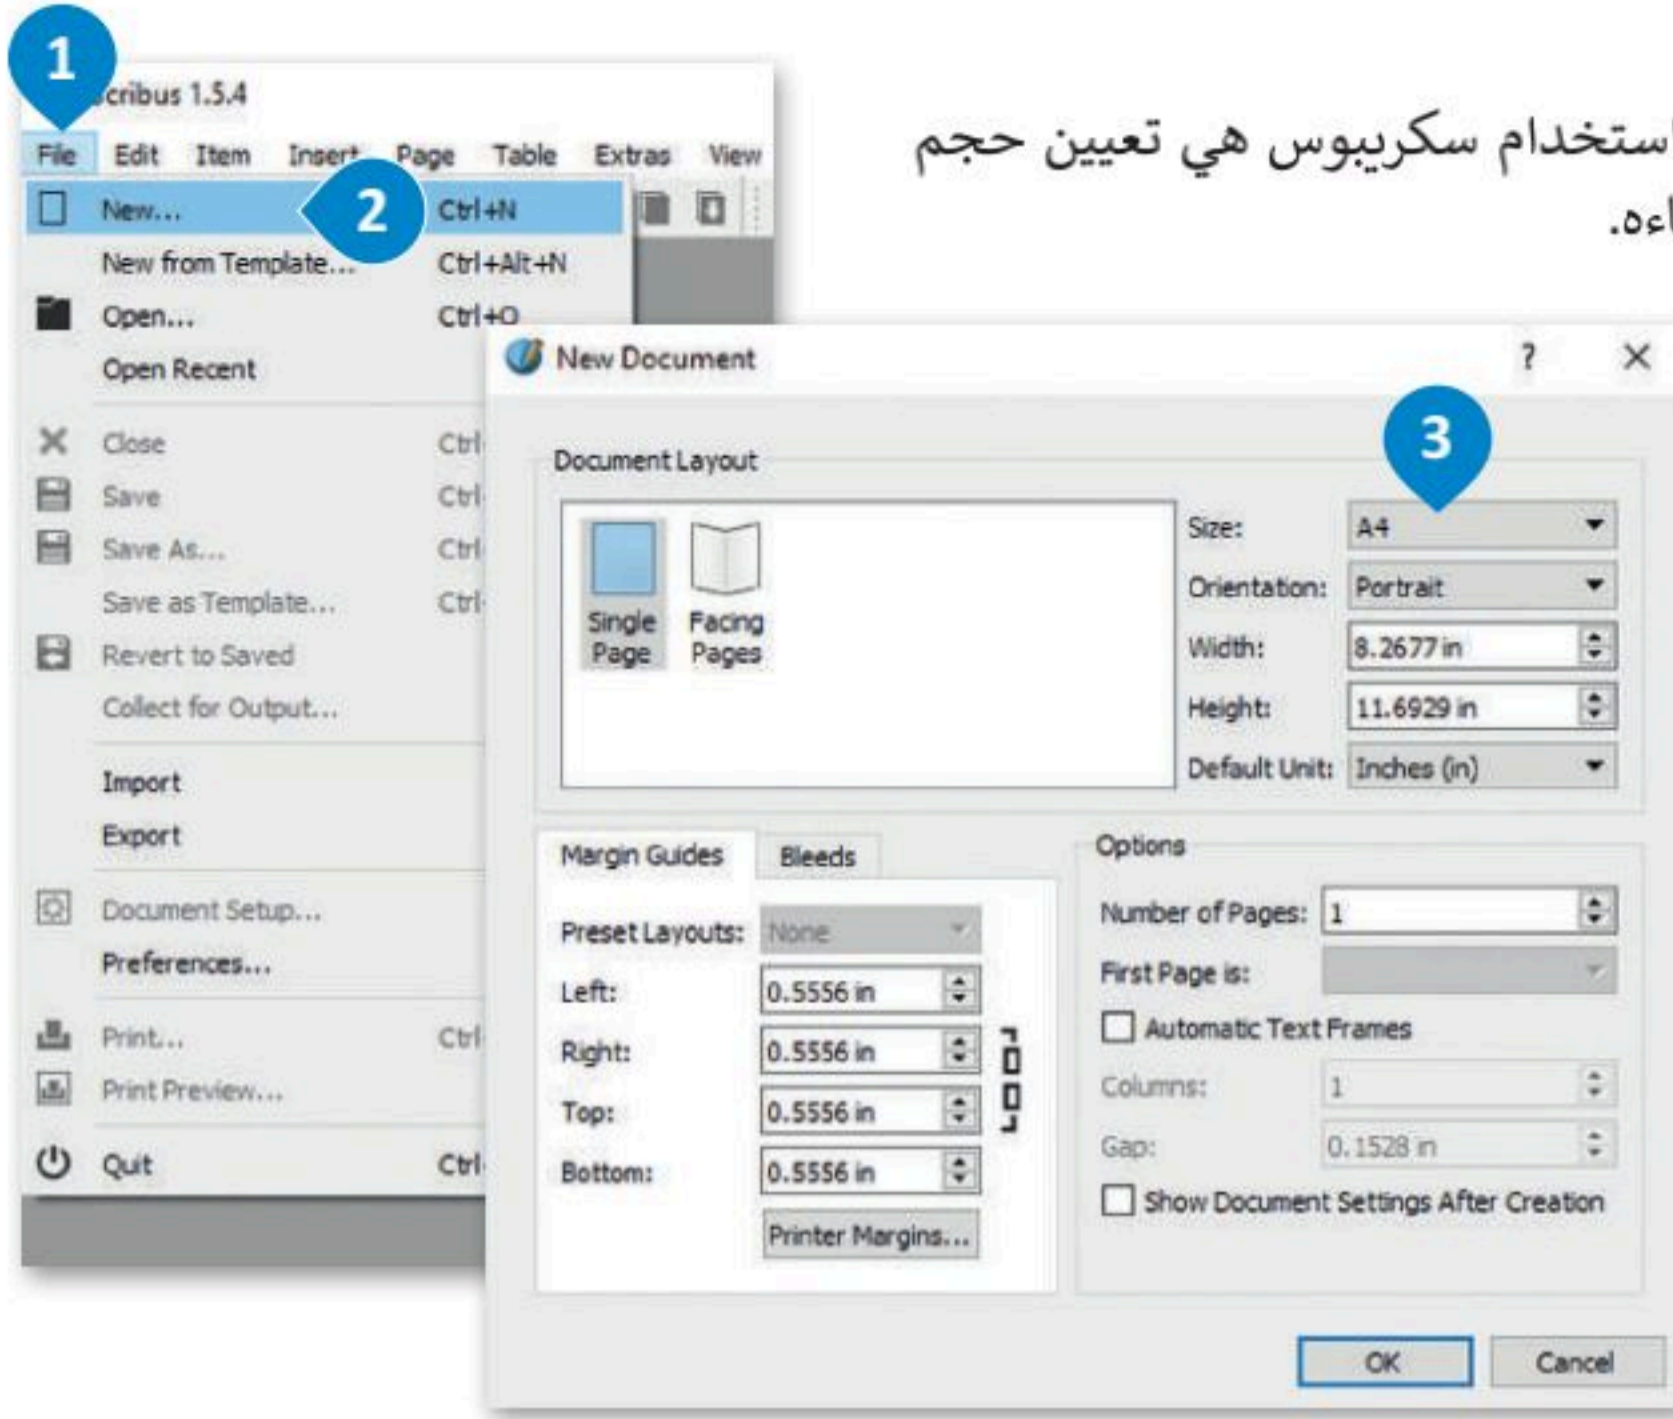 1
cribus 1.5.4
استخدام سكريبوس هي تعيين حجم
File Edit Item Insert Page Table Extras View
New... 2 Ctrl+N
New from Template... Ctrl+Alt+N
Open... Ctrl+O
Open Recent
Close Ctrl
Save Ctrl
Save As... Ctrl
Save as Template... Ctrl
Revert to Saved
Collect for Output...
Import
Export
Document Setup...
Preferences...
Print... Ctrl
Print Preview...
Quit Ctrl
New Document ? ×
3
Document Layout
Single Page
Facing Pages
Size: A4
Orientation: Portrait
Width: 8.2677 in
Height: 11.6929 in
Default Unit: Inches (in)
Margin Guides Bleeds
Preset Layouts: None
Left: 0.5556 in
Right: 0.5556 in
Top: 0.5556 in
Bottom: 0.5556 in
Printer Margins...
Options
Number of Pages: 1
First Page is:
Automatic Text Frames
Columns: 1
Gap: 0.1528 in
Show Document Settings After Creation
OK Cancel